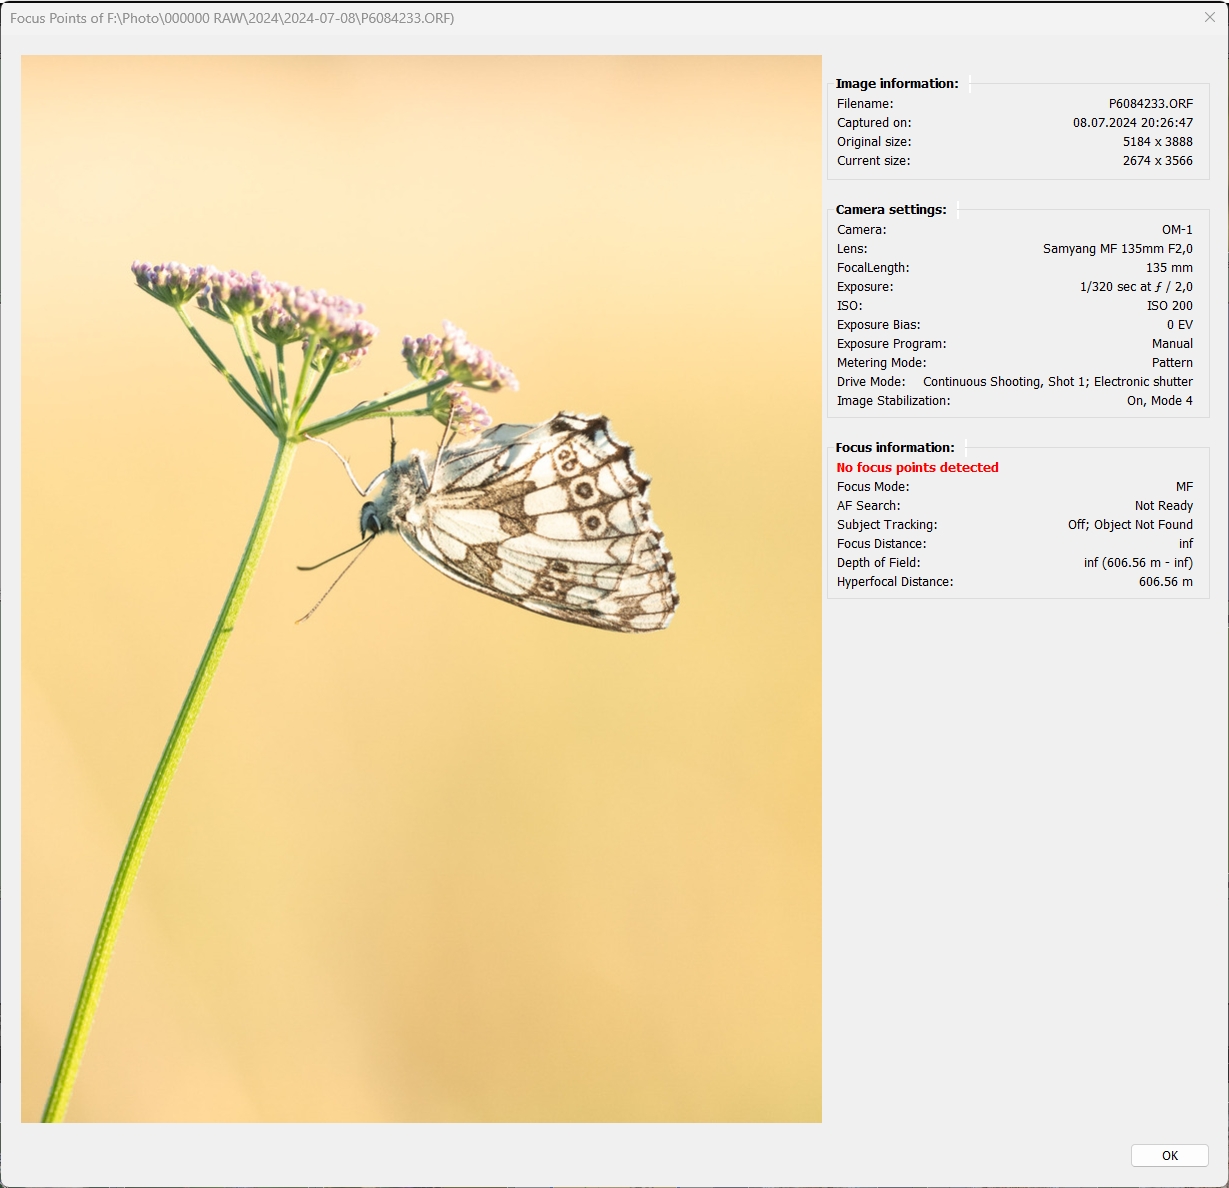 Focus Points of F:\Photo\000000 RAW\2024\2024-07-08\P6084233.ORF)
Image information:
Filename: P6084233.ORF
Captured on: 08.07.2024 20:26:47
Original size: 5184 x 3888
Current size: 2674 x 3566
Camera settings:
Camera: OM-1
Lens: Samyang MF 135mm F2,0
FocalLength: 135 mm
Exposure: 1/320 sec at ƒ / 2,0
ISO: ISO 200
Exposure Bias: 0 EV
Exposure Program: Manual
Metering Mode: Pattern
Drive Mode: Continuous Shooting, Shot 1; Electronic shutter
Image Stabilization: On, Mode 4
Focus information:
No focus points detected
Focus Mode: MF
AF Search: Not Ready
Subject Tracking: Off; Object Not Found
Focus Distance: inf
Depth of Field: inf (606.56 m - inf)
Hyperfocal Distance: 606.56 m
OK